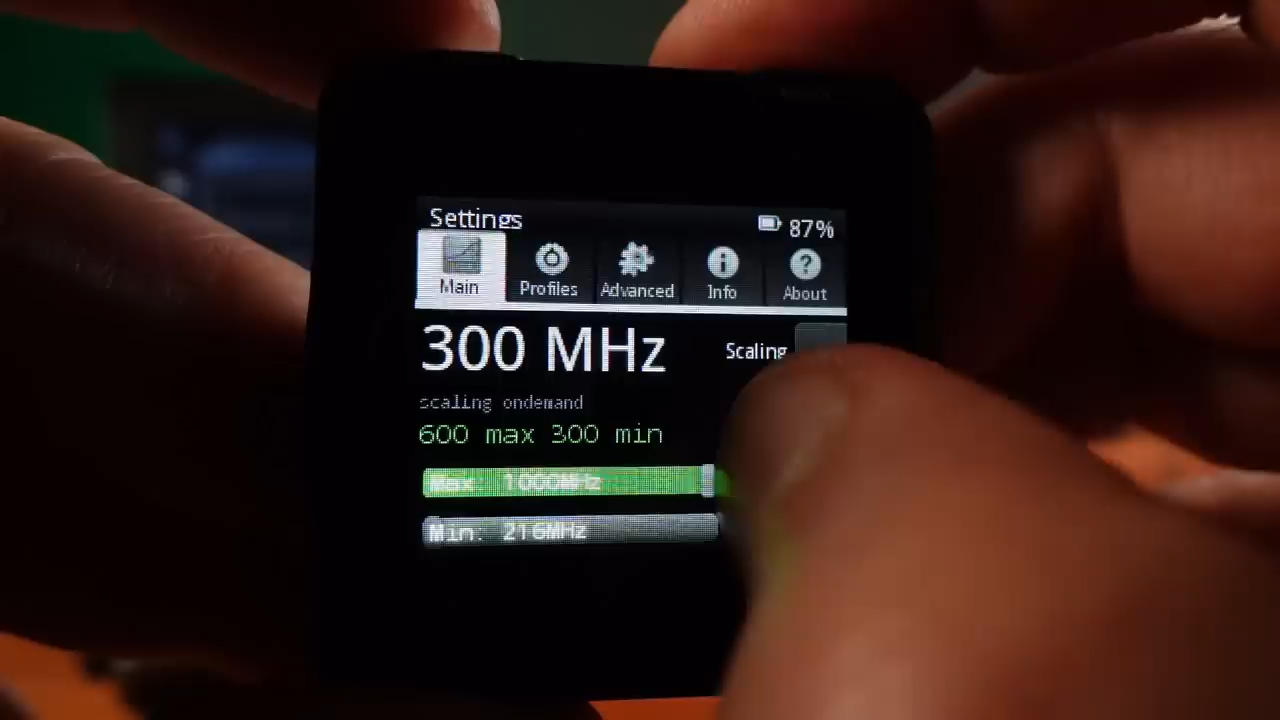 Settings 87%
Main Profiles Advanced Info About
300 MHz Scaling
scaling ondemand
600 max 300 min
Max: 1000MHz
Min: 216MHz